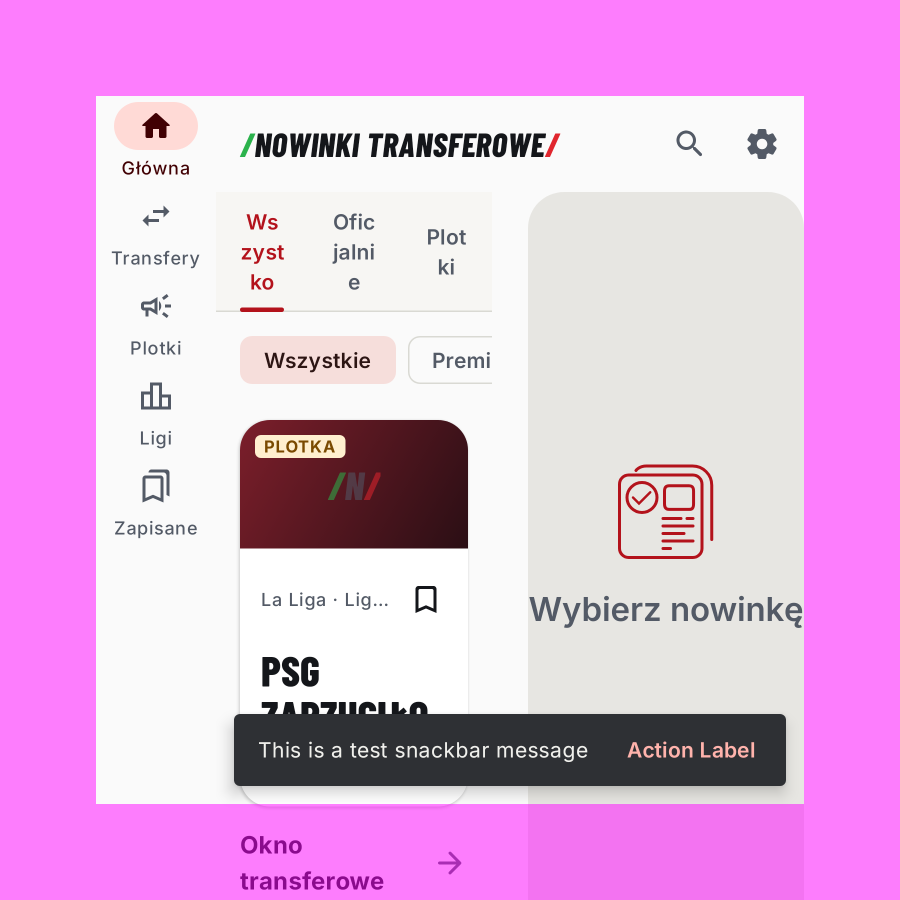 Główna
Transfery
Plotki
Ligi
Zapisane
/NOWINKI TRANSFEROWE/
Ws
zyst
ko
Ofic
jalni
e
Plot
ki
Wszystkie
Premi
PLOTKA
/N/
La Liga · Lig...
PSG
Wybierz nowinkę
This is a test snackbar message
Action Label
Okno
transferowe